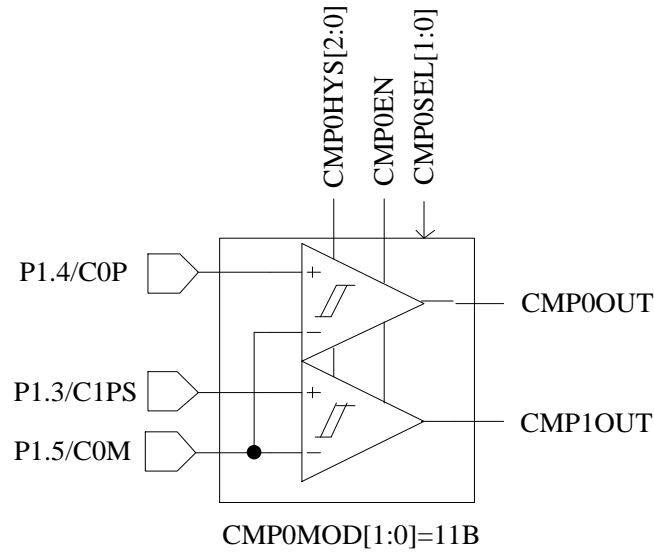 CMP0HYS[2:0]
CMP0EN
CMP0SEL[1:0]
P1.4/C0P
+
−
CMP0OUT
P1.3/C1PS
+
P1.5/C0M
−
CMP1OUT
CMP0MOD[1:0]=11B